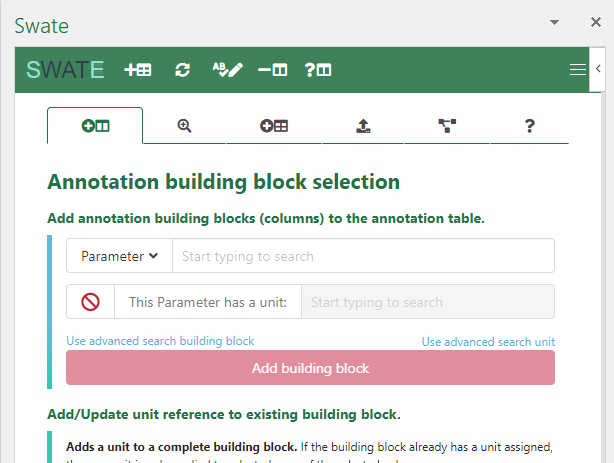 Swate
SWATE
Annotation building block selection
Add annotation building blocks (columns) to the annotation table.
Parameter Start typing to search
This Parameter has a unit: Start typing to search
Use advanced search building block Use advanced search unit
Add building block
Add/Update unit reference to existing building block.
Adds a unit to a complete building block. If the building block already has a unit assigned,